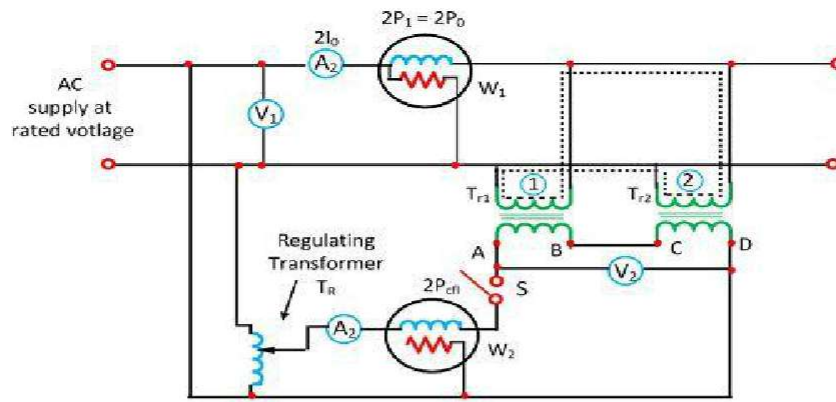 2P₁ = 2P₀
2I₀
A₂
W₁
AC
supply at
rated votlage
V₁
Tr1
1
Tr2
2
A
B
C
D
Regulating
Transformer
TR
S
V₂
2Pcfl
A₂
W₂